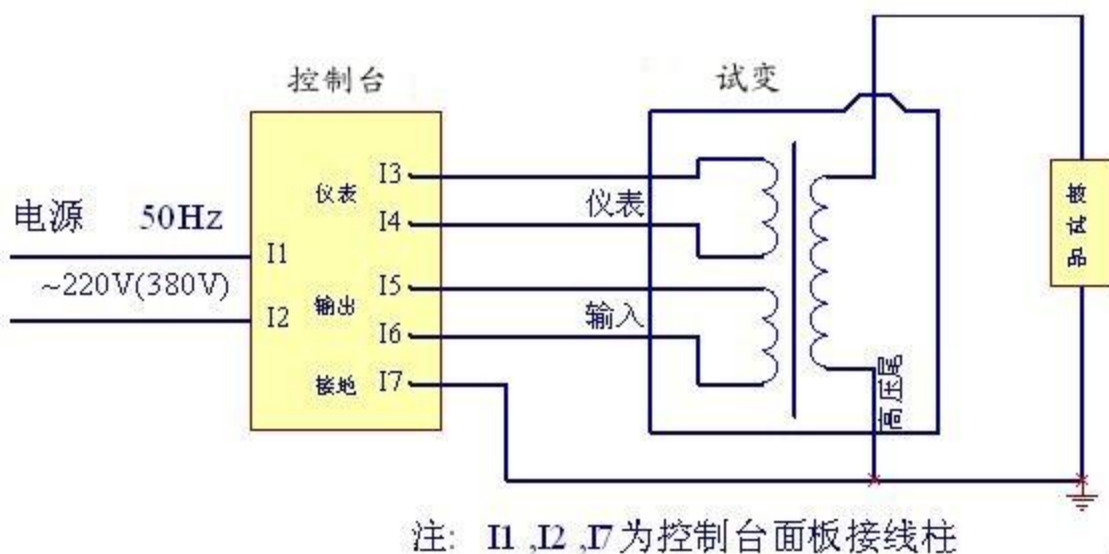 控制台
试变
电源 50Hz
~220V(380V)
I1
I2
仪表
I3
I4
输出
I5
I6
接地
I7
仪表
输入
高压尾
被试品
注: I1 ,I2 ,I7为控制台面板接线柱